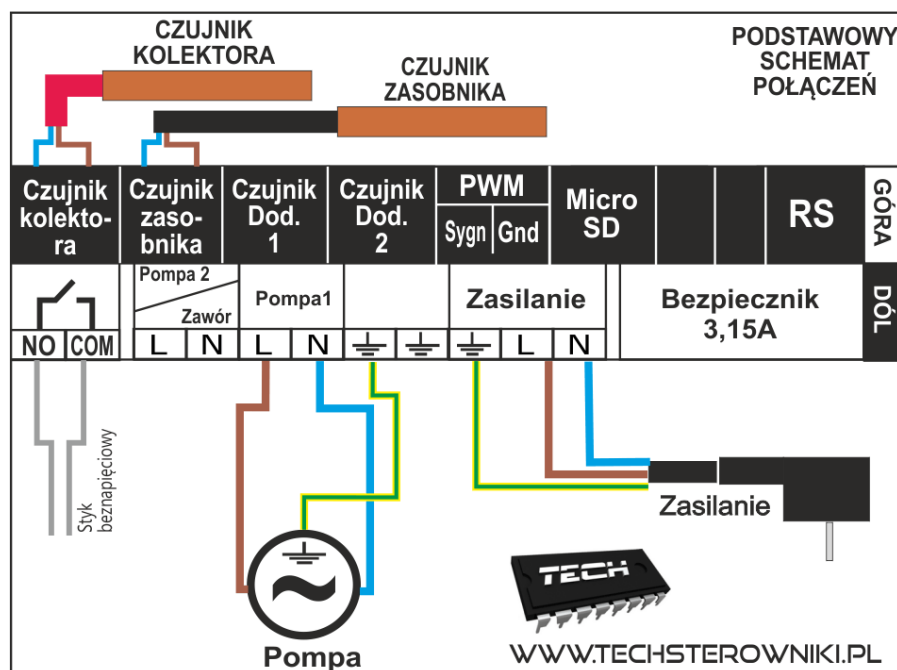 CZUJNIK
KOLEKTORA
CZUJNIK
ZASOBNIKA
PODSTAWOWY
SCHEMAT
POŁĄCZEŃ
Czujnik
kolekto-
ra
Czujnik
zaso-
bnika
Czujnik
Dod.
1
Czujnik
Dod.
2
PWM
Sygn Gnd
Micro
SD
RS
GÓRA
Pompa 2
Zawór
Pompa1
Zasilanie
Bezpiecznik
3,15A
DÓL
NO COM L N L N L N
Styk
beznapięciowy
Zasilanie
TECH
Pompa
WWW.TECHSTEROWNIKI.PL